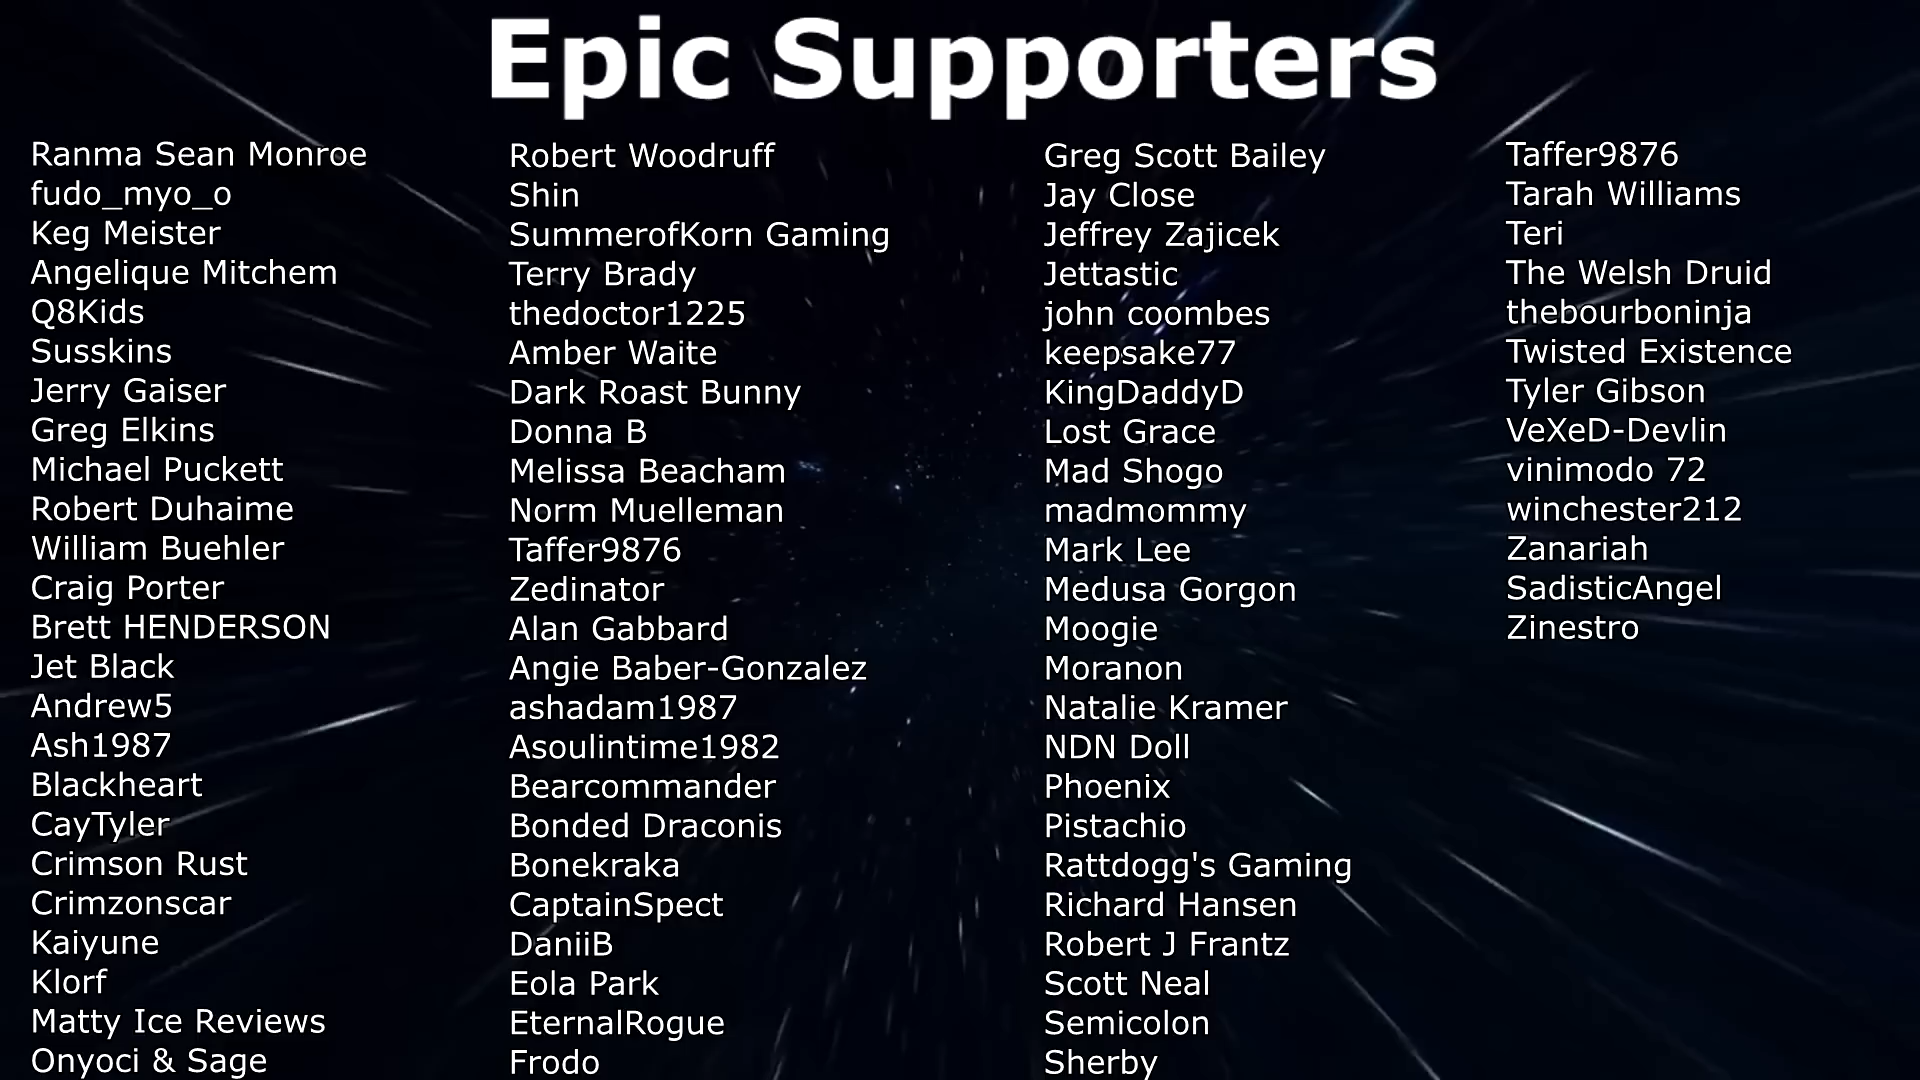 Epic Supporters
Ranma Sean Monroe
fudo_myo_o
Keg Meister
Angelique Mitchem
Q8Kids
Susskins
Jerry Gaiser
Greg Elkins
Michael Puckett
Robert Duhaime
William Buehler
Craig Porter
Brett HENDERSON
Jet Black
Andrew5
Ash1987
Blackheart
CayTyler
Crimson Rust
Crimzonscar
Kaiyune
Klorf
Matty Ice Reviews
Onyoci & Sage
Robert Woodruff
Shin
SummerofKorn Gaming
Terry Brady
thedoctor1225
Amber Waite
Dark Roast Bunny
Donna B
Melissa Beacham
Norm Muelleman
Taffer9876
Zedinator
Alan Gabbard
Angie Baber-Gonzalez
ashadam1987
Asoulintime1982
Bearcommander
Bonded Draconis
Bonekraka
CaptainSpect
DaniiB
Eola Park
EternalRogue
Frodo
Greg Scott Bailey
Jay Close
Jeffrey Zajicek
Jettastic
john coombes
keepsake77
KingDaddyD
Lost Grace
Mad Shogo
madmommy
Mark Lee
Medusa Gorgon
Moogie
Moranon
Natalie Kramer
NDN Doll
Phoenix
Pistachio
Rattdogg's Gaming
Richard Hansen
Robert J Frantz
Scott Neal
Semicolon
Sherby
Taffer9876
Tarah Williams
Teri
The Welsh Druid
thebourboninja
Twisted Existence
Tyler Gibson
VeXeD-Devlin
vinimodo 72
winchester212
Zanariah
SadisticAngel
Zinestro